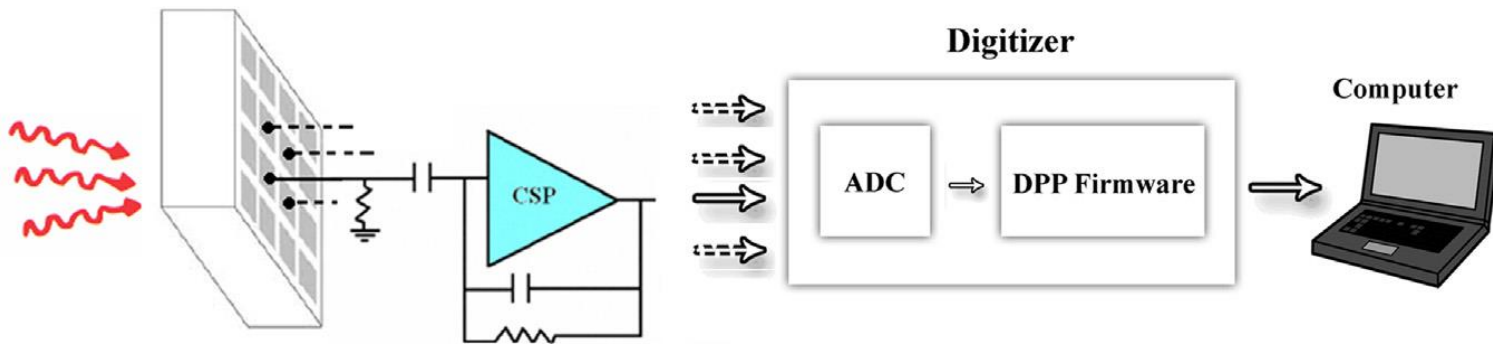 Digitizer
Computer
CSP
ADC
DPP Firmware